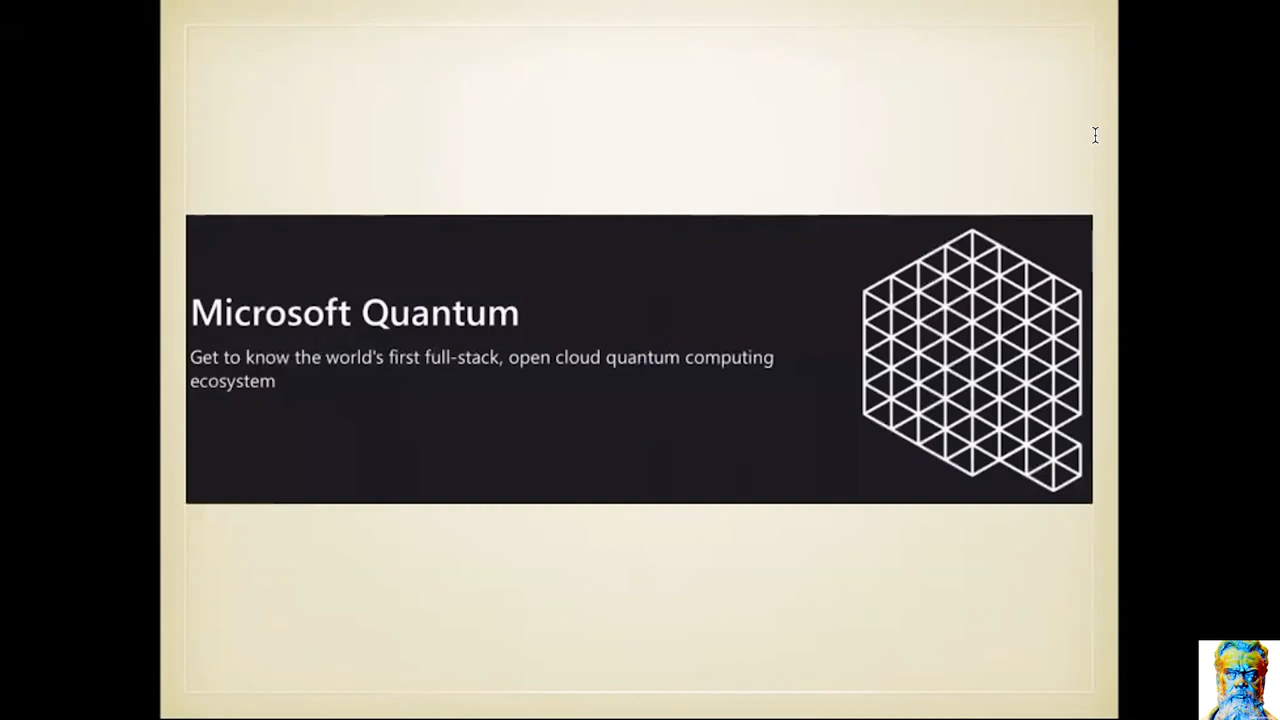 Microsoft Quantum
Get to know the world's first full-stack, open cloud quantum computing
ecosystem